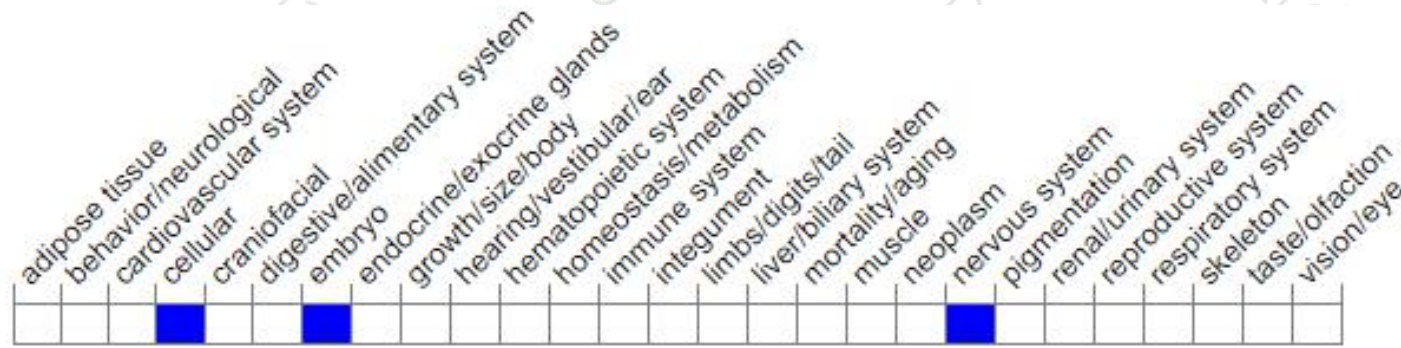 adipose tissue
behavior/neurological
cardiovascular system
cellular
craniofacial
digestive/alimentary system
embryo
endocrine/exocrine glands
growth/size/body
hearing/vestibular/ear
hematopoietic system
homeostasis/metabolism
immune system
integument
limbs/digits/tail
liver/biliary system
mortality/aging
muscle
neoplasm
nervous system
pigmentation
renal/urinary system
reproductive system
respiratory system
skeleton
taste/olfaction
vision/eye